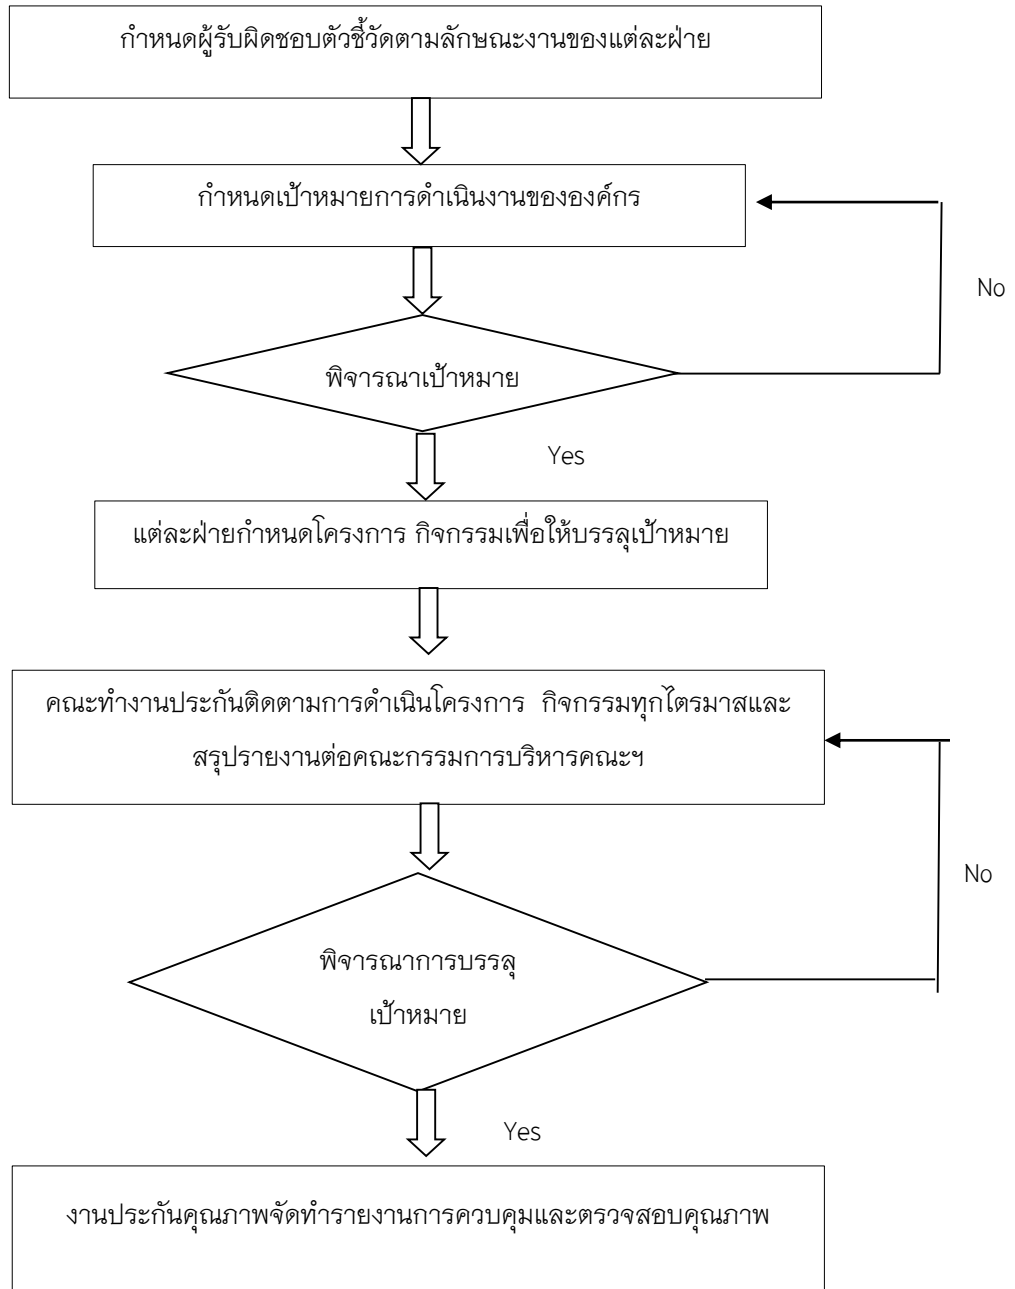 กำหนดผู้รับผิดชอบตัวชี้วัดตามลักษณะงานของแต่ละฝ่าย
กำหนดเป้าหมายการดำเนินงานขององค์กร
No
พิจารณาเป้าหมาย
Yes
แต่ละฝ่ายกำหนดโครงการ กิจกรรมเพื่อให้บรรลุเป้าหมาย
คณะทำงานประกันติดตามการดำเนินโครงการ กิจกรรมทุกไตรมาสและ
สรุปรายงานต่อคณะกรรมการบริหารคณะฯ
No
พิจารณาการบรรลุ
เป้าหมาย
Yes
งานประกันคุณภาพจัดทำรายงานการควบคุมและตรวจสอบคุณภาพ